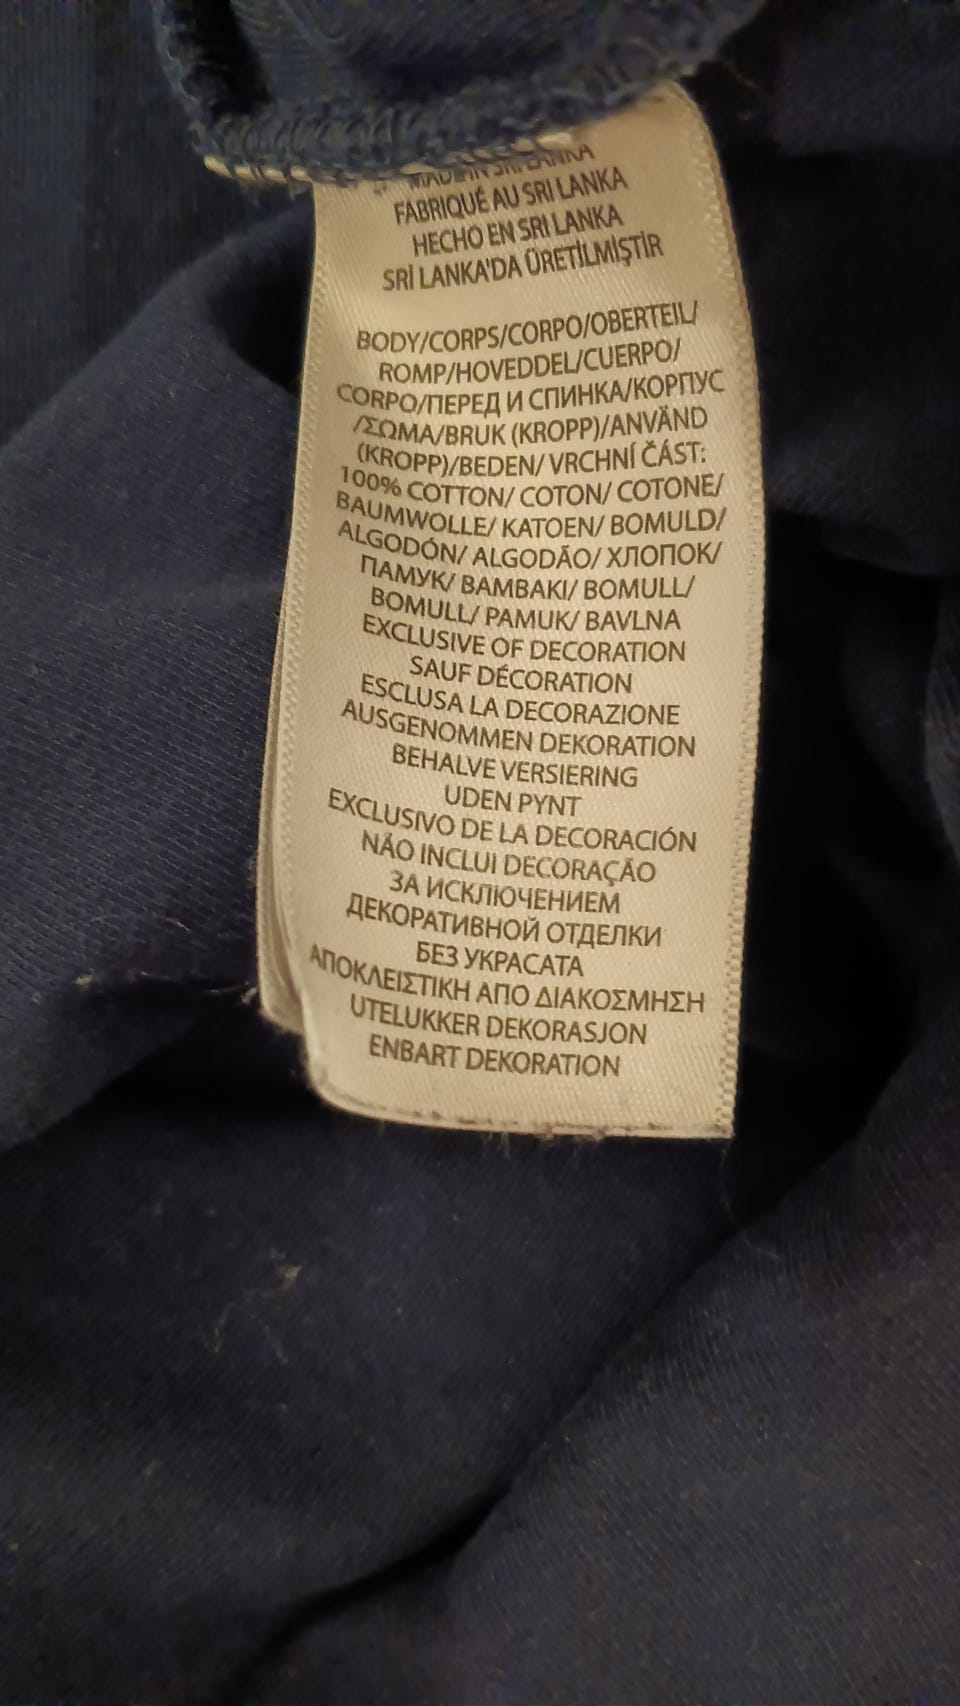 MADE IN SRI LANKA
FABRIQUÉ AU SRI LANKA
HECHO EN SRI LANKA
SRİ LANKA'DA ÜRETİLMİŞTİR
BODY/CORPS/CORPO/OBERTEIL/
ROMP/HOVEDDEL/CUERPO/
CORPO/ПЕРЕД И СПИНКА/КОРПУС
/ΣΩΜΑ/BRUK (KROPP)/ANVÄND
(KROPP)/BEDEN/ VRCHNÍ ČÁST:
100% COTTON/ COTON/ COTONE/
BAUMWOLLE/ KATOEN/ BOMULD/
ALGODÓN/ ALGODÃO/ ХЛОПОК/
ПАМУК/ BAMBAKI/ BOMULL/
BOMULL/ PAMUK/ BAVLNA
EXCLUSIVE OF DECORATION
SAUF DÉCORATION
ESCLUSA LA DECORAZIONE
AUSGENOMMEN DEKORATION
BEHALVE VERSIERING
UDEN PYNT
EXCLUSIVO DE LA DECORACIÓN
NÃO INCLUI DECORAÇÃO
ЗА ИСКЛЮЧЕНИЕМ
ДЕКОРАТИВНОЙ ОТДЕЛКИ
БЕЗ УКРАСАТА
ΑΠΟΚΛΕΙΣΤΙΚΗ ΑΠΟ ΔΙΑΚΟΣΜΗΣΗ
UTELUKKER DEKORASJON
ENBART DEKORATION